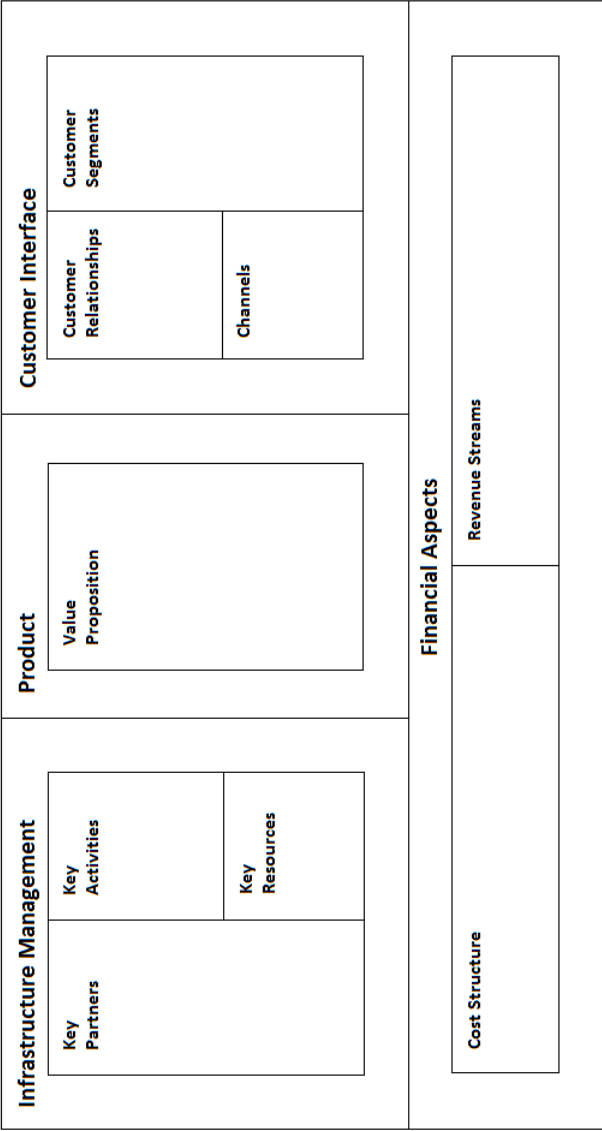 Infrastructure Management
Key
Partners
Key
Activities
Key
Resources
Product
Value
Proposition
Customer Interface
Customer
Relationships
Channels
Customer
Segments
Financial Aspects
Cost Structure
Revenue Streams